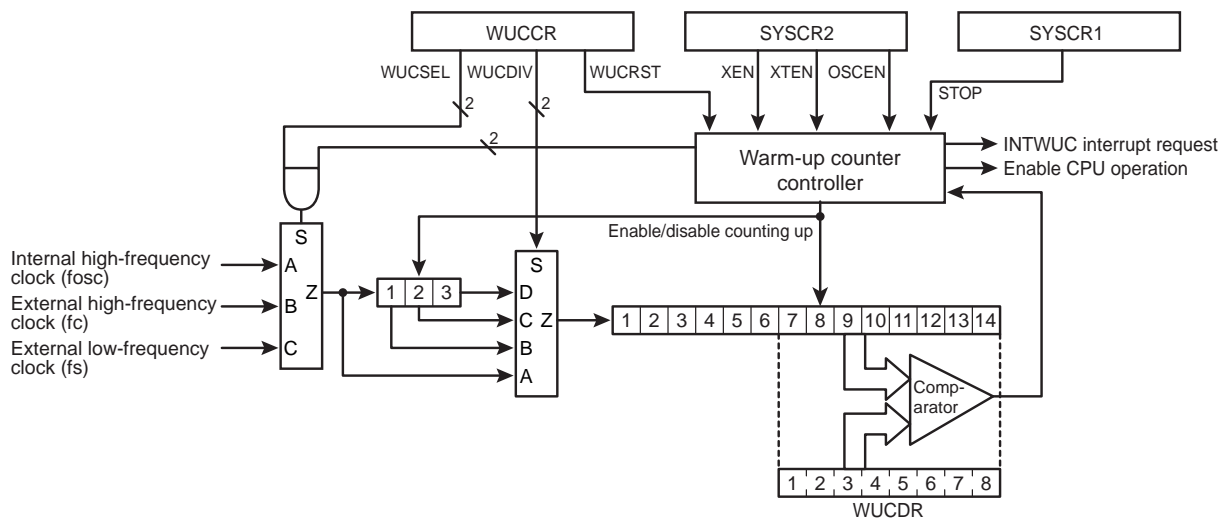 WUCCR
SYSCR2
SYSCR1
WUCSEL
WUCDIV
WUCRST
XEN
XTEN
OSCEN
STOP
2
2
2
Warm-up counter
controller
INTWUC interrupt request
Enable CPU operation
Enable/disable counting up
S
A
B
C
Z
Internal high-frequency
clock (fosc)
External high-frequency
clock (fc)
External low-frequency
clock (fs)
1 2 3
S
D
C
B
A
Z
1 2 3 4 5 6 7 8 9 10 11 12 13 14
Comp-
arator
1 2 3 4 5 6 7 8
WUCDR